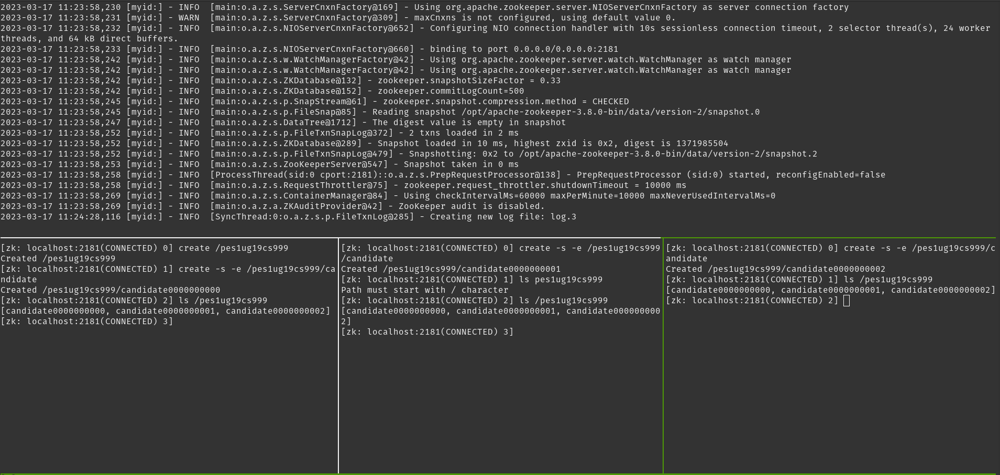 2023-03-17 11:23:58,230 [myid:] - INFO  [main:o.a.z.s.ServerCnxnFactory@169] - Using org.apache.zookeeper.server.NIOServerCnxnFactory as server connection factory
2023-03-17 11:23:58,231 [myid:] - WARN  [main:o.a.z.s.ServerCnxnFactory@309] - maxCnxns is not configured, using default value 0.
2023-03-17 11:23:58,232 [myid:] - INFO  [main:o.a.z.s.NIOServerCnxnFactory@652] - Configuring NIO connection handler with 10s sessionless connection timeout, 2 selector thread(s), 24 worker
threads, and 64 kB direct buffers.
2023-03-17 11:23:58,233 [myid:] - INFO  [main:o.a.z.s.NIOServerCnxnFactory@660] - binding to port 0.0.0.0/0.0.0.0:2181
2023-03-17 11:23:58,242 [myid:] - INFO  [main:o.a.z.s.w.WatchManagerFactory@42] - Using org.apache.zookeeper.server.watch.WatchManager as watch manager
2023-03-17 11:23:58,242 [myid:] - INFO  [main:o.a.z.s.w.WatchManagerFactory@42] - Using org.apache.zookeeper.server.watch.WatchManager as watch manager
2023-03-17 11:23:58,242 [myid:] - INFO  [main:o.a.z.s.ZKDatabase@132] - zookeeper.snapshotSizeFactor = 0.33
2023-03-17 11:23:58,242 [myid:] - INFO  [main:o.a.z.s.ZKDatabase@152] - zookeeper.commitLogCount=500
2023-03-17 11:23:58,245 [myid:] - INFO  [main:o.a.z.s.p.SnapStream@61] - zookeeper.snapshot.compression.method = CHECKED
2023-03-17 11:23:58,245 [myid:] - INFO  [main:o.a.z.s.p.FileSnap@85] - Reading snapshot /opt/apache-zookeeper-3.8.0-bin/data/version-2/snapshot.0
2023-03-17 11:23:58,247 [myid:] - INFO  [main:o.a.z.s.DataTree@1712] - The digest value is empty in snapshot
2023-03-17 11:23:58,252 [myid:] - INFO  [main:o.a.z.s.p.FileTxnSnapLog@372] - 2 txns loaded in 2 ms
2023-03-17 11:23:58,252 [myid:] - INFO  [main:o.a.z.s.ZKDatabase@289] - Snapshot loaded in 10 ms, highest zxid is 0x2, digest is 1371985504
2023-03-17 11:23:58,252 [myid:] - INFO  [main:o.a.z.s.p.FileTxnSnapLog@479] - Snapshotting: 0x2 to /opt/apache-zookeeper-3.8.0-bin/data/version-2/snapshot.2
2023-03-17 11:23:58,253 [myid:] - INFO  [main:o.a.z.s.ZooKeeperServer@547] - Snapshot taken in 0 ms
2023-03-17 11:23:58,258 [myid:] - INFO  [ProcessThread(sid:0 cport:2181)::o.a.z.s.PrepRequestProcessor@138] - PrepRequestProcessor (sid:0) started, reconfigEnabled=false
2023-03-17 11:23:58,258 [myid:] - INFO  [main:o.a.z.s.RequestThrottler@75] - zookeeper.request_throttler.shutdownTimeout = 10000 ms
2023-03-17 11:23:58,269 [myid:] - INFO  [main:o.a.z.s.ContainerManager@84] - Using checkIntervalMs=60000 maxPerMinute=10000 maxNeverUsedIntervalMs=0
2023-03-17 11:23:58,269 [myid:] - INFO  [main:o.a.z.a.ZKAuditProvider@42] - ZooKeeper audit is disabled.
2023-03-17 11:24:28,116 [myid:] - INFO  [SyncThread:0:o.a.z.s.p.FileTxnLog@285] - Creating new log file: log.3
[zk: localhost:2181(CONNECTED) 0] create /pes1ug19cs999
Created /pes1ug19cs999
[zk: localhost:2181(CONNECTED) 1] create -s -e /pes1ug19cs999/ca
ndidate
Created /pes1ug19cs999/candidate0000000000
[zk: localhost:2181(CONNECTED) 2] ls /pes1ug19cs999
[candidate0000000000, candidate0000000001, candidate0000000002]
[zk: localhost:2181(CONNECTED) 3]
[zk: localhost:2181(CONNECTED) 0] create -s -e /pes1ug19cs999
/candidate
Created /pes1ug19cs999/candidate0000000001
[zk: localhost:2181(CONNECTED) 1] ls pes1ug19cs999
Path must start with / character
[zk: localhost:2181(CONNECTED) 2] ls /pes1ug19cs999
[candidate0000000000, candidate0000000001, candidate000000000
2]
[zk: localhost:2181(CONNECTED) 3]
[zk: localhost:2181(CONNECTED) 0] create -s -e /pes1ug19cs999/c
andidate
Created /pes1ug19cs999/candidate0000000002
[zk: localhost:2181(CONNECTED) 1] ls /pes1ug19cs999
[candidate0000000000, candidate0000000001, candidate0000000002]
[zk: localhost:2181(CONNECTED) 2]